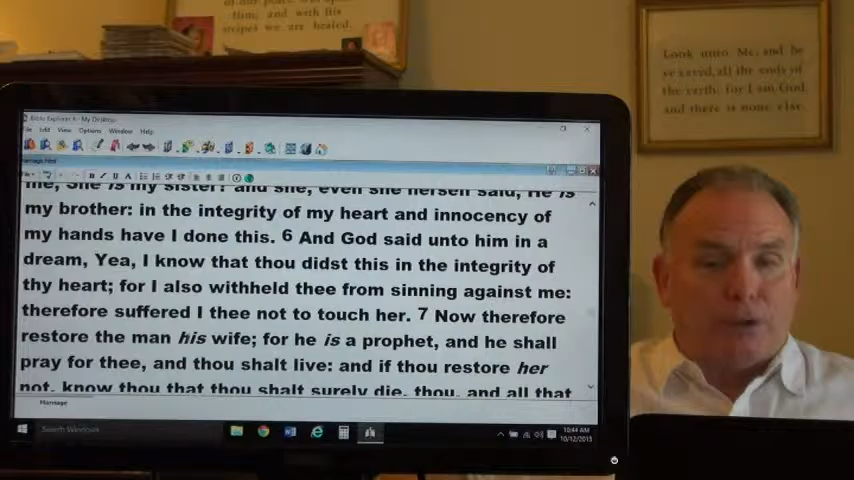 of our peace was upon
Him; and with his
stripes we are healed.
Look unto Me, and be
ye saved, all the ends of
the earth: for I am God,
and there is none else.
Bible Explorer 4 - My Desktop
File Edit View Options Window Help
Marriage.html
B U A
me, She is my sister? and she, even she herself said, He is
my brother: in the integrity of my heart and innocency of
my hands have I done this. 6 And God said unto him in a
dream, Yea, I know that thou didst this in the integrity of
thy heart; for I also withheld thee from sinning against me:
therefore suffered I thee not to touch her. 7 Now therefore
restore the man his wife; for he is a prophet, and he shall
pray for thee, and thou shalt live: and if thou restore her
not, know thou that thou shalt surely die, thou, and all that
Marriage
Search Windows
10:44 AM
10/12/2015